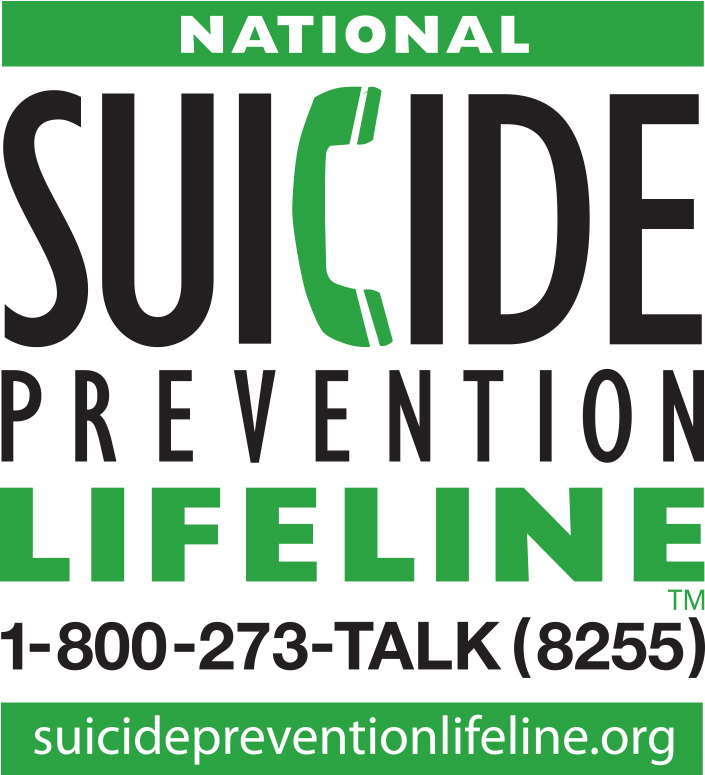 NATIONAL
SUICIDE
PREVENTION
LIFELINE
TM
1-800-273-TALK (8255)
suicidepreventionlifeline.org